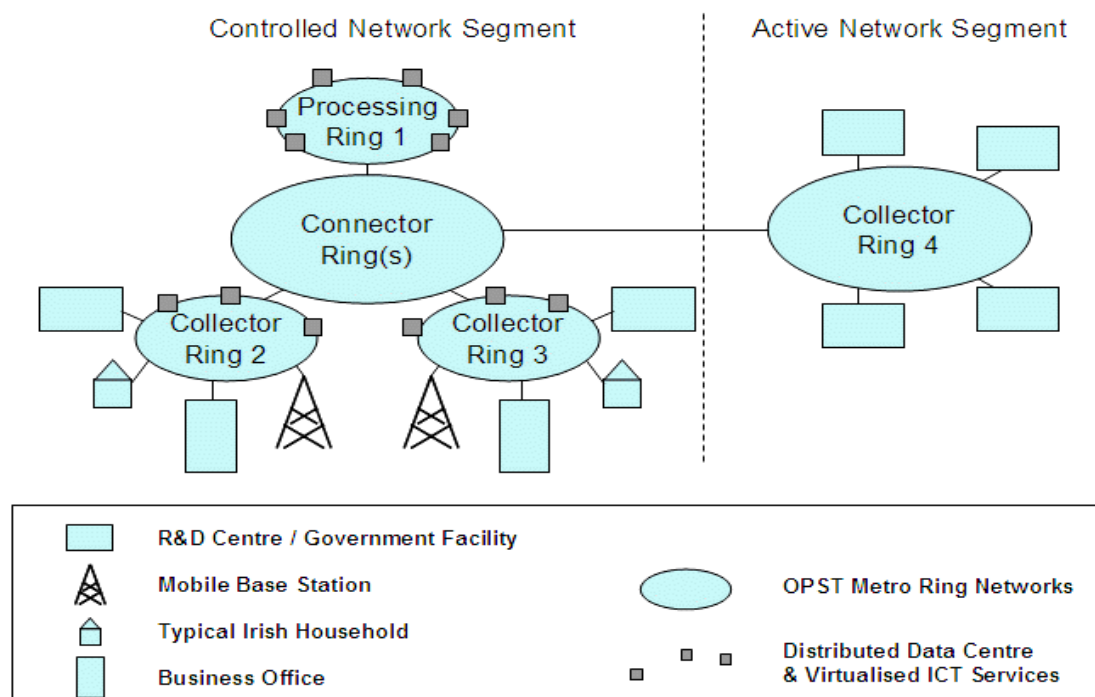 Controlled Network Segment
Active Network Segment
Processing
Ring 1
Connector
Ring(s)
Collector
Ring 4
Collector
Ring 2
Collector
Ring 3
R&D Centre / Government Facility
Mobile Base Station
Typical Irish Household
Business Office
OPST Metro Ring Networks
Distributed Data Centre
& Virtualised ICT Services